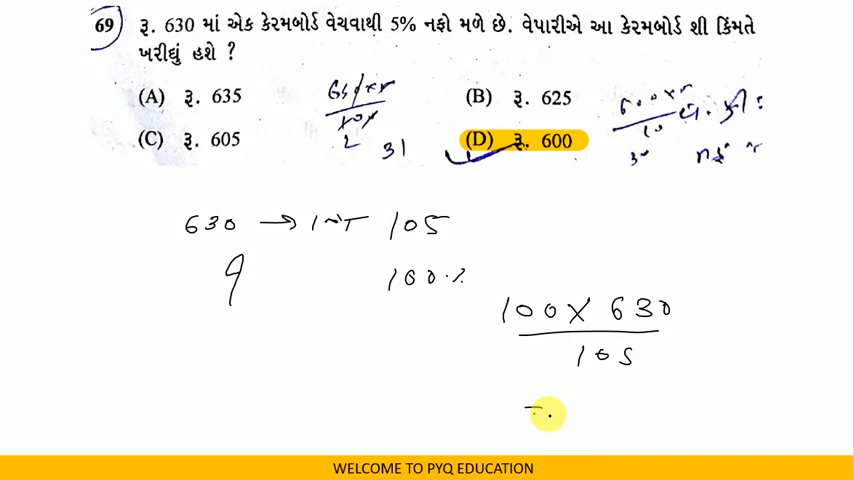 69 રૂ. 630 માં એક કેરમબોર્ડ વેચવાથી 5% નફો મળે છે. વેપારીએ આ કેરમબોર્ડ શી કિંમતે
ખરીદ્યું હશે ?
(A) રૂ. 635
(B) રૂ. 625
(C) રૂ. 605
(D) રૂ. 600
31
630 → 105
100%
100 X 630
105
WELCOME TO PYQ EDUCATION